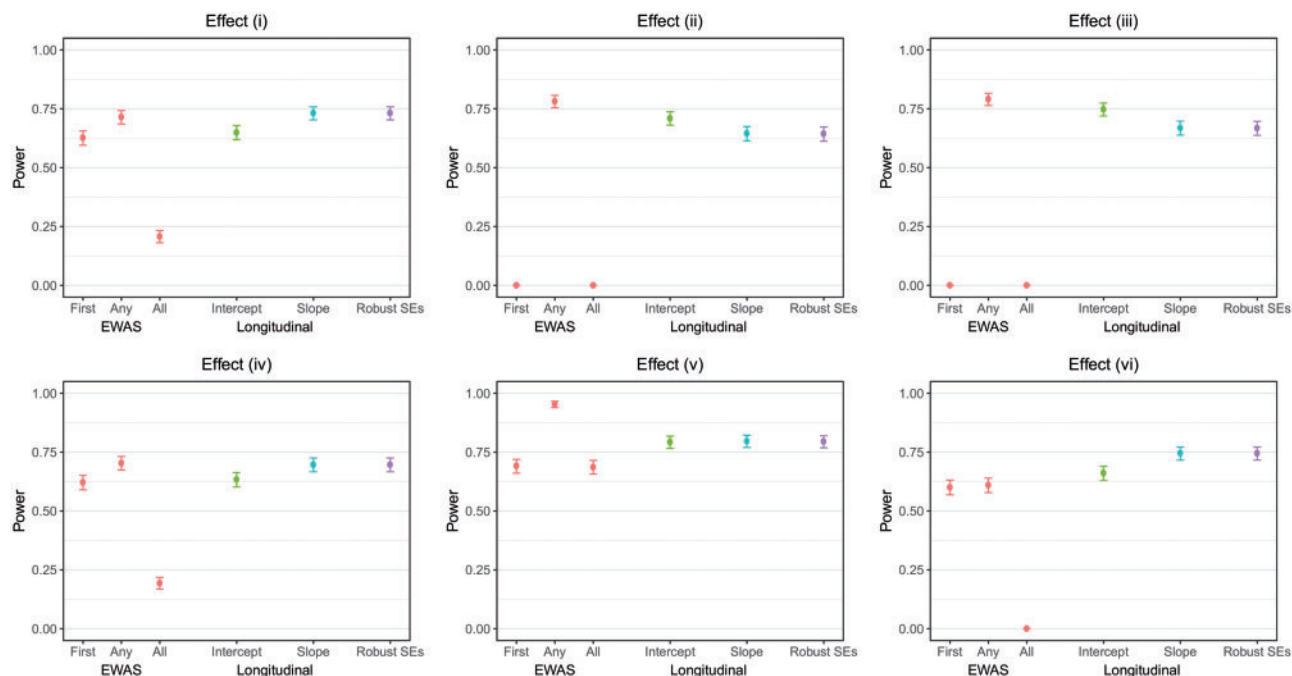 Effect (i) Effect (ii) Effect (iii)
1.00 1.00 1.00
0.75 0.75 0.75
Power Power Power
0.50 0.50 0.50
0.25 0.25 0.25
0.00 0.00 0.00
First Any All Intercept Slope Robust SEs First Any All Intercept Slope Robust SEs First Any All Intercept Slope Robust SEs
EWAS Longitudinal EWAS Longitudinal EWAS Longitudinal
Effect (iv) Effect (v) Effect (vi)
1.00 1.00 1.00
0.75 0.75 0.75
Power Power Power
0.50 0.50 0.50
0.25 0.25 0.25
0.00 0.00 0.00
First Any All Intercept Slope Robust SEs First Any All Intercept Slope Robust SEs First Any All Intercept Slope Robust SEs
EWAS Longitudinal EWAS Longitudinal EWAS Longitudinal